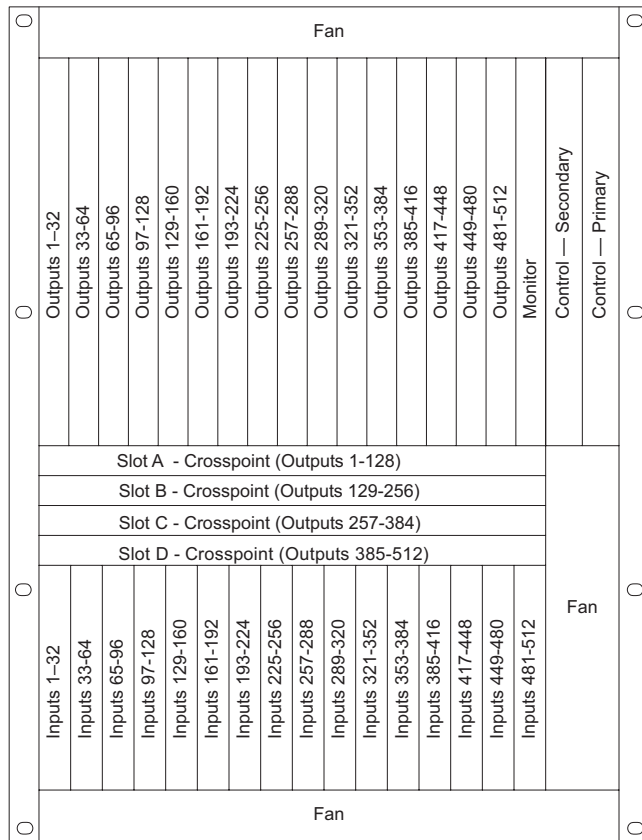 Fan
Outputs 1–32
Outputs 33-64
Outputs 65-96
Outputs 97-128
Outputs 129-160
Outputs 161-192
Outputs 193-224
Outputs 225-256
Outputs 257-288
Outputs 289-320
Outputs 321-352
Outputs 353-384
Outputs 385-416
Outputs 417-448
Outputs 449-480
Outputs 481-512
Monitor
Control — Secondary
Control — Primary
Slot A - Crosspoint (Outputs 1-128)
Slot B - Crosspoint (Outputs 129-256)
Slot C - Crosspoint (Outputs 257-384)
Slot D - Crosspoint (Outputs 385-512)
Inputs 1–32
Inputs 33-64
Inputs 65-96
Inputs 97-128
Inputs 129-160
Inputs 161-192
Inputs 193-224
Inputs 225-256
Inputs 257-288
Inputs 289-320
Inputs 321-352
Inputs 353-384
Inputs 385-416
Inputs 417-448
Inputs 449-480
Inputs 481-512
Fan
Fan